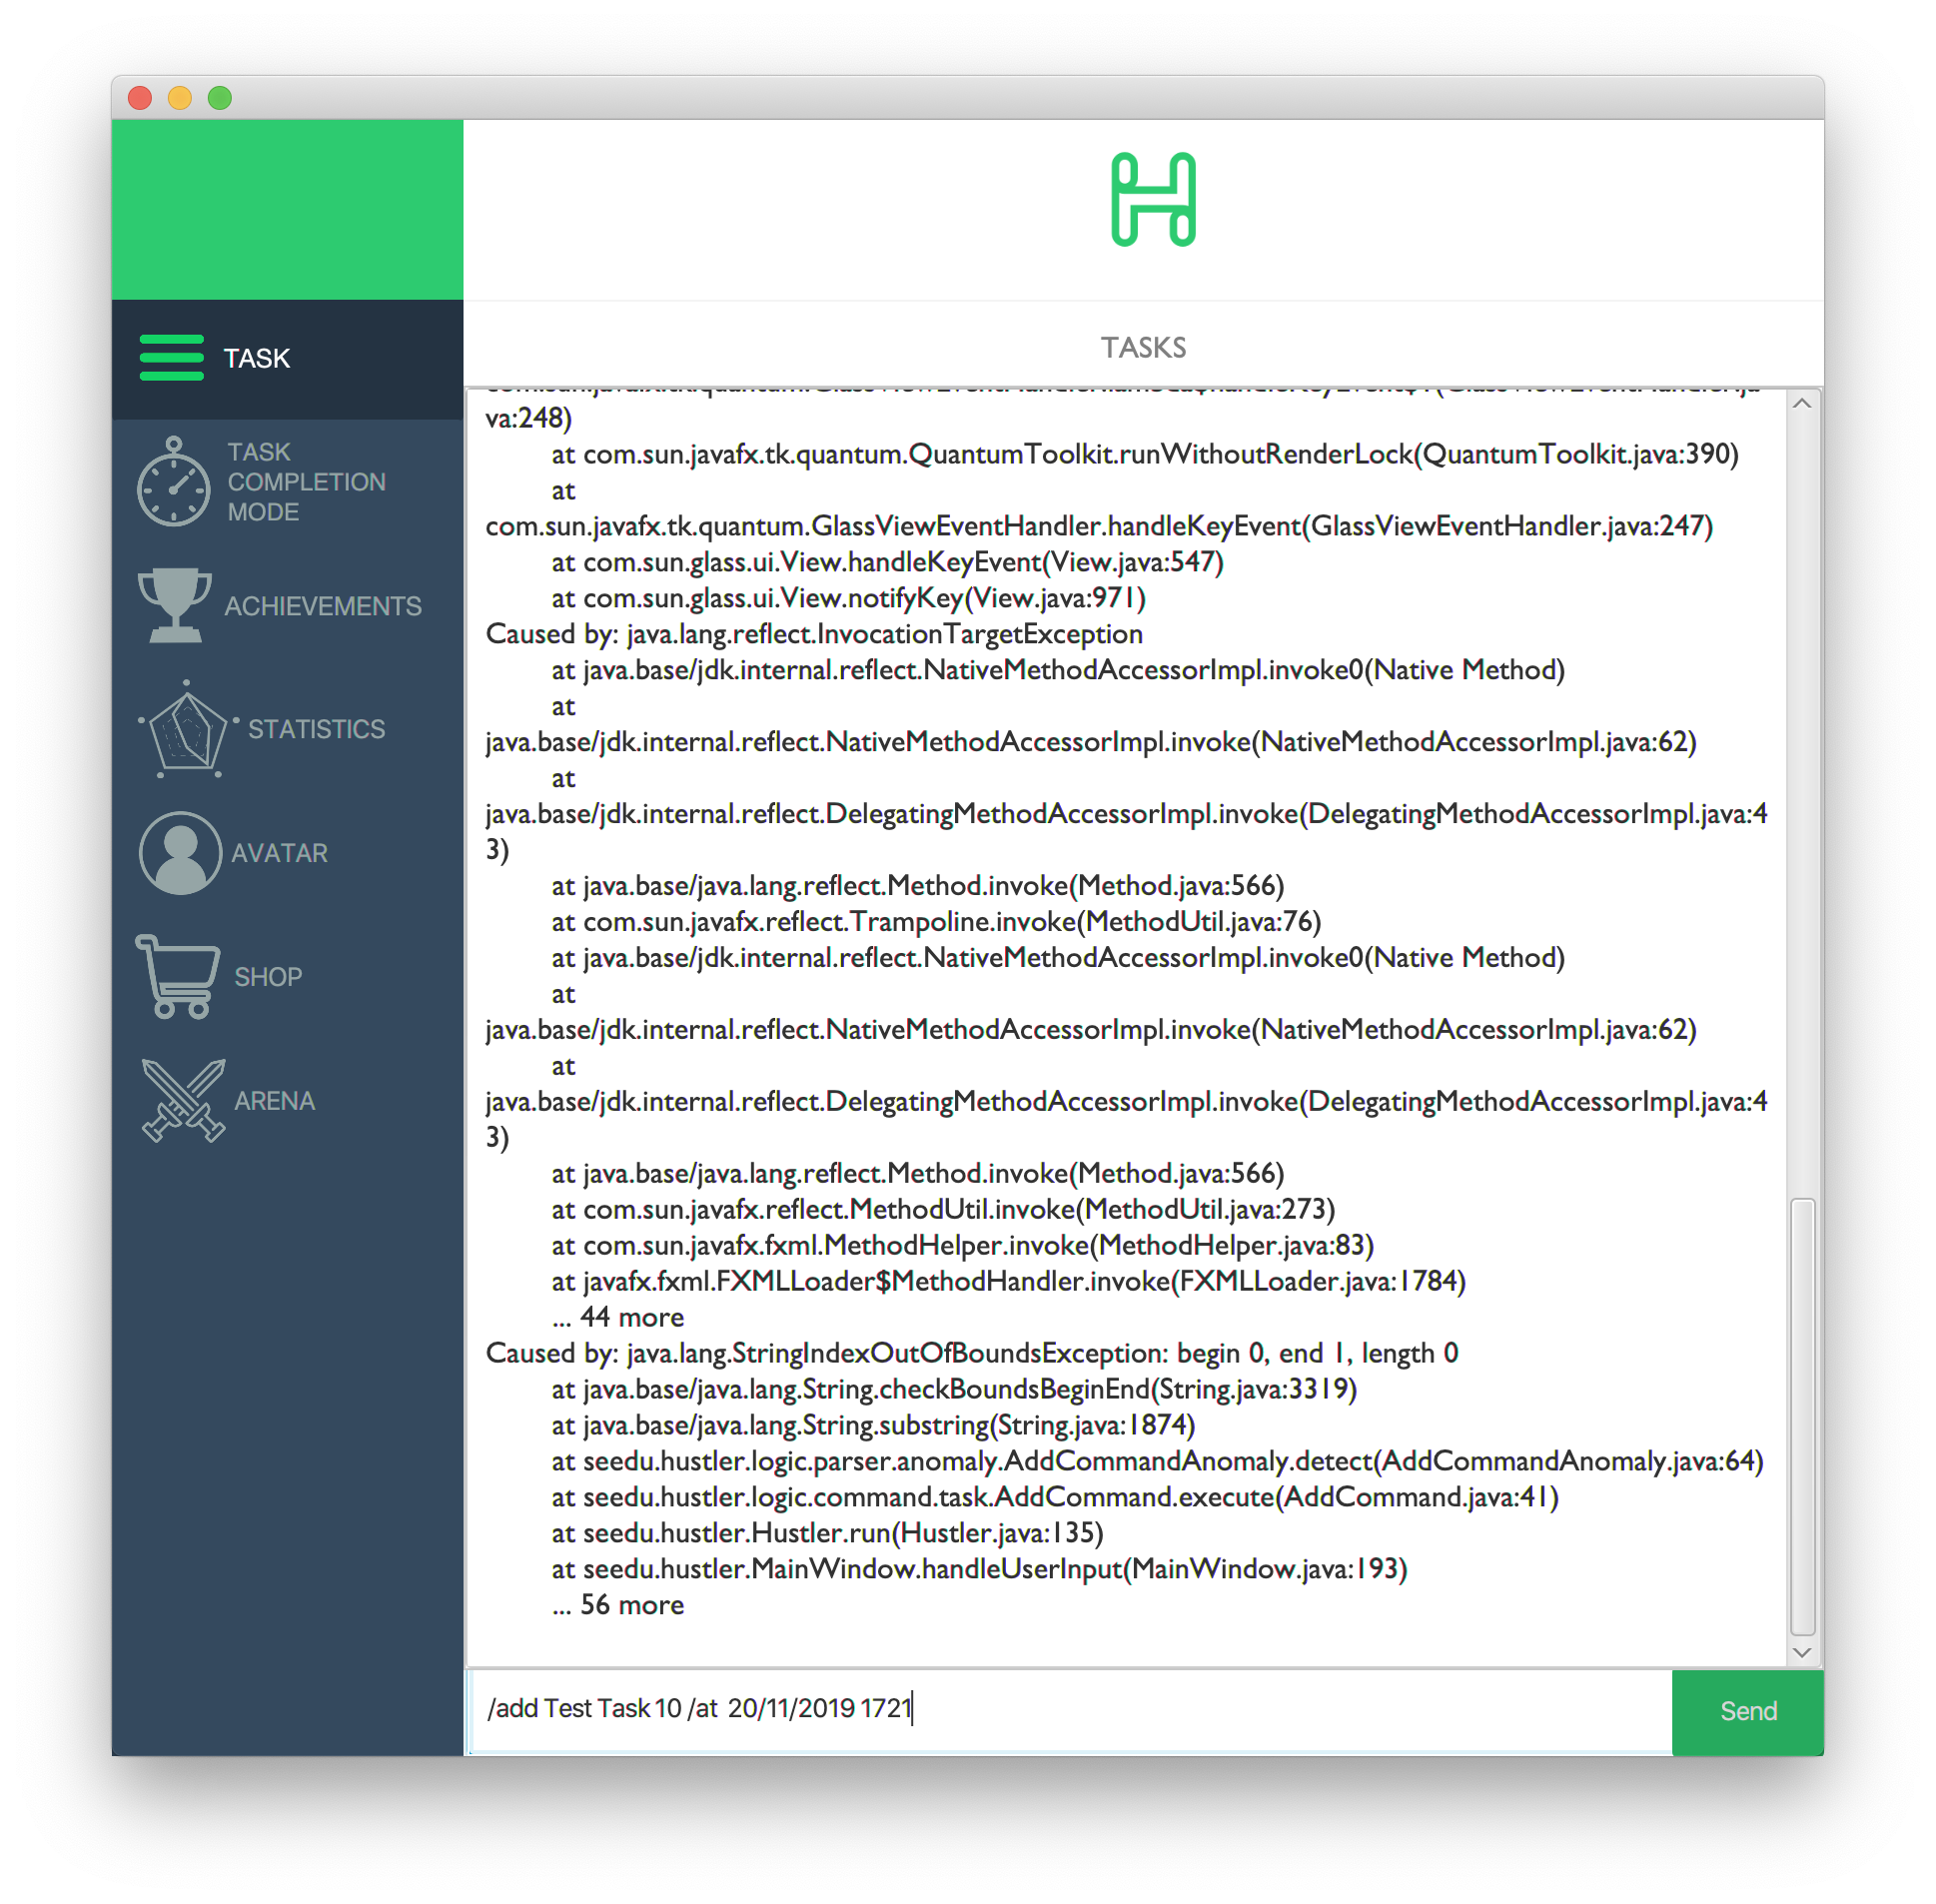 TASK
TASK
COMPLETION
MODE
ACHIEVEMENTS
STATISTICS
AVATAR
SHOP
ARENA
TASKS
va:248)
at com.sun.javafx.tk.quantum.QuantumToolkit.runWithoutRenderLock(QuantumToolkit.java:390)
at
com.sun.javafx.tk.quantum.GlassViewEventHandler.handleKeyEvent(GlassViewEventHandler.java:247)
at com.sun.glass.ui.View.handleKeyEvent(View.java:547)
at com.sun.glass.ui.View.notifyKey(View.java:971)
Caused by: java.lang.reflect.InvocationTargetException
at java.base/jdk.internal.reflect.NativeMethodAccessorImpl.invoke0(Native Method)
at
java.base/jdk.internal.reflect.NativeMethodAccessorImpl.invoke(NativeMethodAccessorImpl.java:62)
at
java.base/jdk.internal.reflect.DelegatingMethodAccessorImpl.invoke(DelegatingMethodAccessorImpl.java:4
3)
at java.base/java.lang.reflect.Method.invoke(Method.java:566)
at com.sun.javafx.reflect.Trampoline.invoke(MethodUtil.java:76)
at java.base/jdk.internal.reflect.NativeMethodAccessorImpl.invoke0(Native Method)
at
java.base/jdk.internal.reflect.NativeMethodAccessorImpl.invoke(NativeMethodAccessorImpl.java:62)
at
java.base/jdk.internal.reflect.DelegatingMethodAccessorImpl.invoke(DelegatingMethodAccessorImpl.java:4
3)
at java.base/java.lang.reflect.Method.invoke(Method.java:566)
at com.sun.javafx.reflect.MethodUtil.invoke(MethodUtil.java:273)
at com.sun.javafx.fxml.MethodHelper.invoke(MethodHelper.java:83)
at javafx.fxml.FXMLLoader$MethodHandler.invoke(FXMLLoader.java:1784)
... 44 more
Caused by: java.lang.StringIndexOutOfBoundsException: begin 0, end 1, length 0
at java.base/java.lang.String.checkBoundsBeginEnd(String.java:3319)
at java.base/java.lang.String.substring(String.java:1874)
at seedu.hustler.logic.parser.anomaly.AddCommandAnomaly.detect(AddCommandAnomaly.java:64)
at seedu.hustler.logic.command.task.AddCommand.execute(AddCommand.java:41)
at seedu.hustler.Hustler.run(Hustler.java:135)
at seedu.hustler.MainWindow.handleUserInput(MainWindow.java:193)
... 56 more
/add Test Task 10 /at  20/11/2019 1721
Send